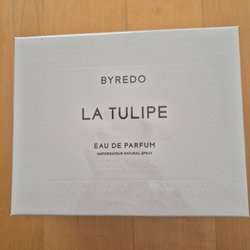 BYREDO
LA TULIPE
EAU DE PARFUM
VAPORISATEUR NATURAL SPRAY